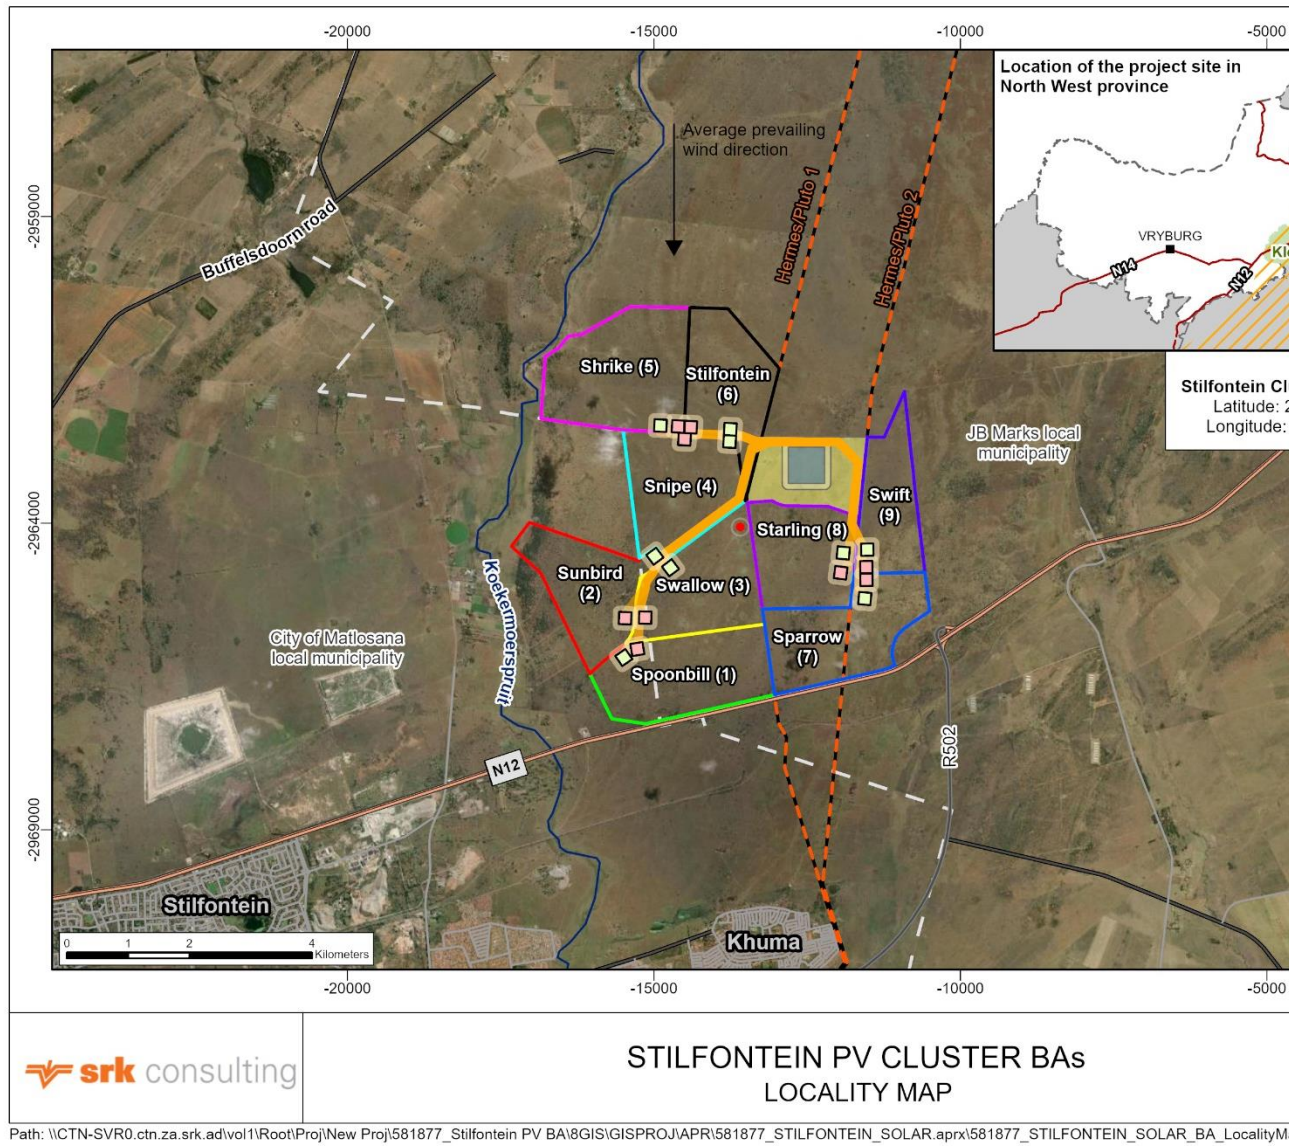 -20000
-15000
-10000
-5000
Location of the project site in
North West province
VRYBURG
N14
N12
Average prevailing
wind direction
Hermes/Pluto 1
Hermes/Pluto 2
-2959000
Buffelsdoorn road
Shrike (5)
Stilfontein
(6)
Stilfontein Cl
Latitude: 2
Longitude:
JB Marks local
municipality
Snipe (4)
Swift
(9)
-2964000
Starling (8)
Sunbird
(2)
Swallow (3)
Koekermoerspruit
City of Matlosana
local municipality
Sparrow
(7)
Spoonbill (1)
N12
R502
-2969000
Stilfontein
Khuma
0 1 2 4
Kilometers
-20000
-15000
-10000
-5000
srk consulting
STILFONTEIN PV CLUSTER BAs
LOCALITY MAP
Path: \\CTN-SVR0.ctn.za.srk.ad\vol1\Root\Proj\New Proj\581877_Stilfontein PV BA\8GIS\GISPROJ\APR\581877_STILFONTEIN_SOLAR.aprx\581877_STILFONTEIN_SOLAR_BA_LocalityM